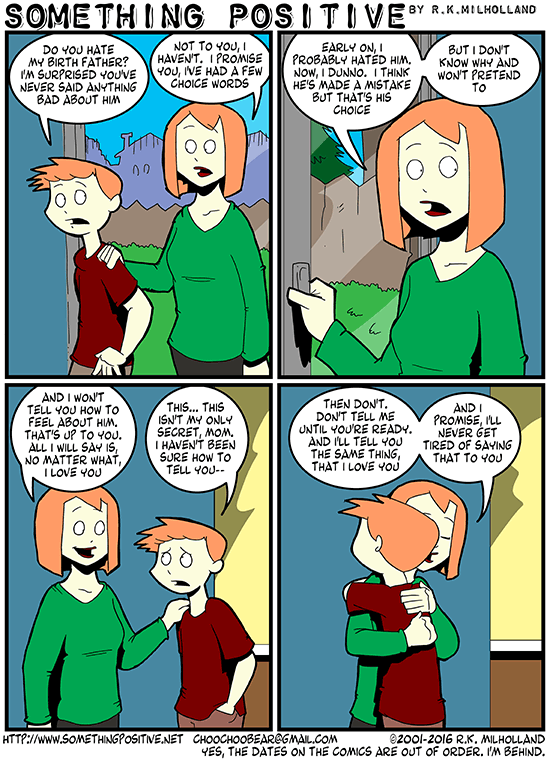 SOMETHING POSITIVE BY R.K.MILHOLLAND
DO YOU HATE
MY BIRTH FATHER?
I'M SURPRISED YOU'VE
NEVER SAID ANYTHING
BAD ABOUT HIM
NOT TO YOU, I
HAVEN'T. I PROMISE
YOU, I'VE HAD A FEW
CHOICE WORDS
EARLY ON, I
PROBABLY HATED HIM.
NOW, I DUNNO. I THINK
HE'S MADE A MISTAKE
BUT THAT'S HIS
CHOICE
BUT I DON'T
KNOW WHY AND
WON'T PRETEND
TO
AND I WON'T
TELL YOU HOW TO
FEEL ABOUT HIM.
THAT'S UP TO YOU.
ALL I WILL SAY IS,
NO MATTER WHAT,
I LOVE YOU
THIS... THIS
ISN'T MY ONLY
SECRET, MOM.
I HAVEN'T BEEN
SURE HOW TO
TELL YOU--
THEN DON'T.
DON'T TELL ME
UNTIL YOU'RE READY.
AND I'LL TELL YOU
THE SAME THING,
THAT I LOVE YOU
AND I
PROMISE, I'LL
NEVER GET
TIRED OF SAYING
THAT TO YOU
HTTP://WWW.SOMETHINGPOSITIVE.NET CHOOCHOOBEAR@GMAIL.COM ©2001-2016 R.K. MILHOLLAND
YES, THE DATES ON THE COMICS ARE OUT OF ORDER. I'M BEHIND.